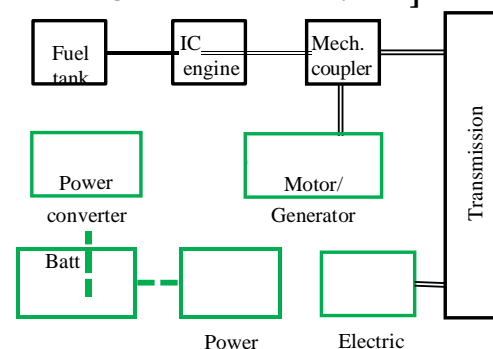 Fuel
tank
IC
engine
Mech.
coupler
Transmission
Power
converter
Motor/
Generator
Batt
Power
Electric